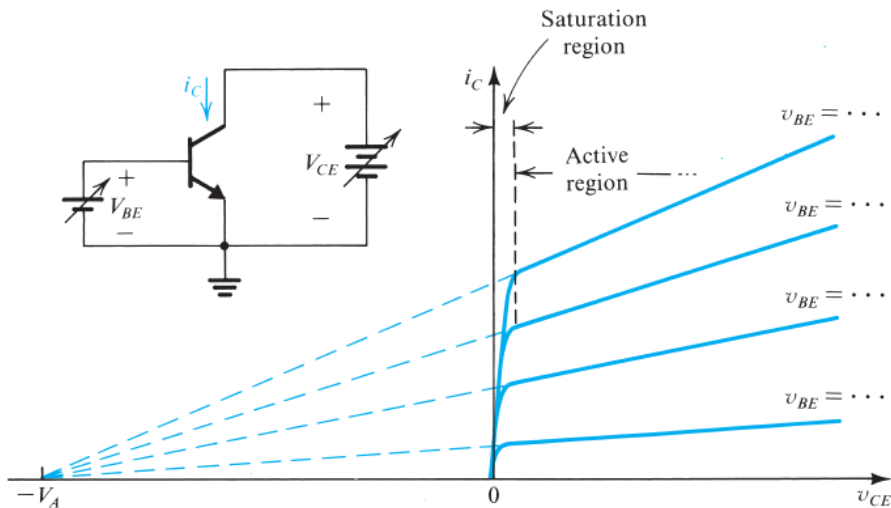 Saturation
region
i_C
i_C
v_BE = ···
+
+
Active
region
···
V_CE
v_BE = ···
V_BE
−
−
v_BE = ···
v_BE = ···
−V_A
0
v_CE